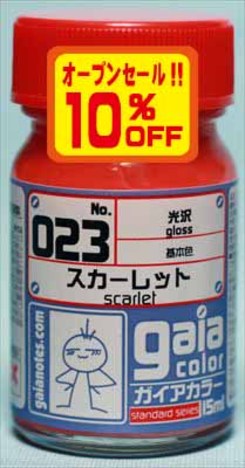 オープンセール!!
10%OFF
No.
023
光沢
gloss
基本色
スカーレット
scarlet
gaianotes.com
gaia
color
ガイアカラー
standard series
15ml